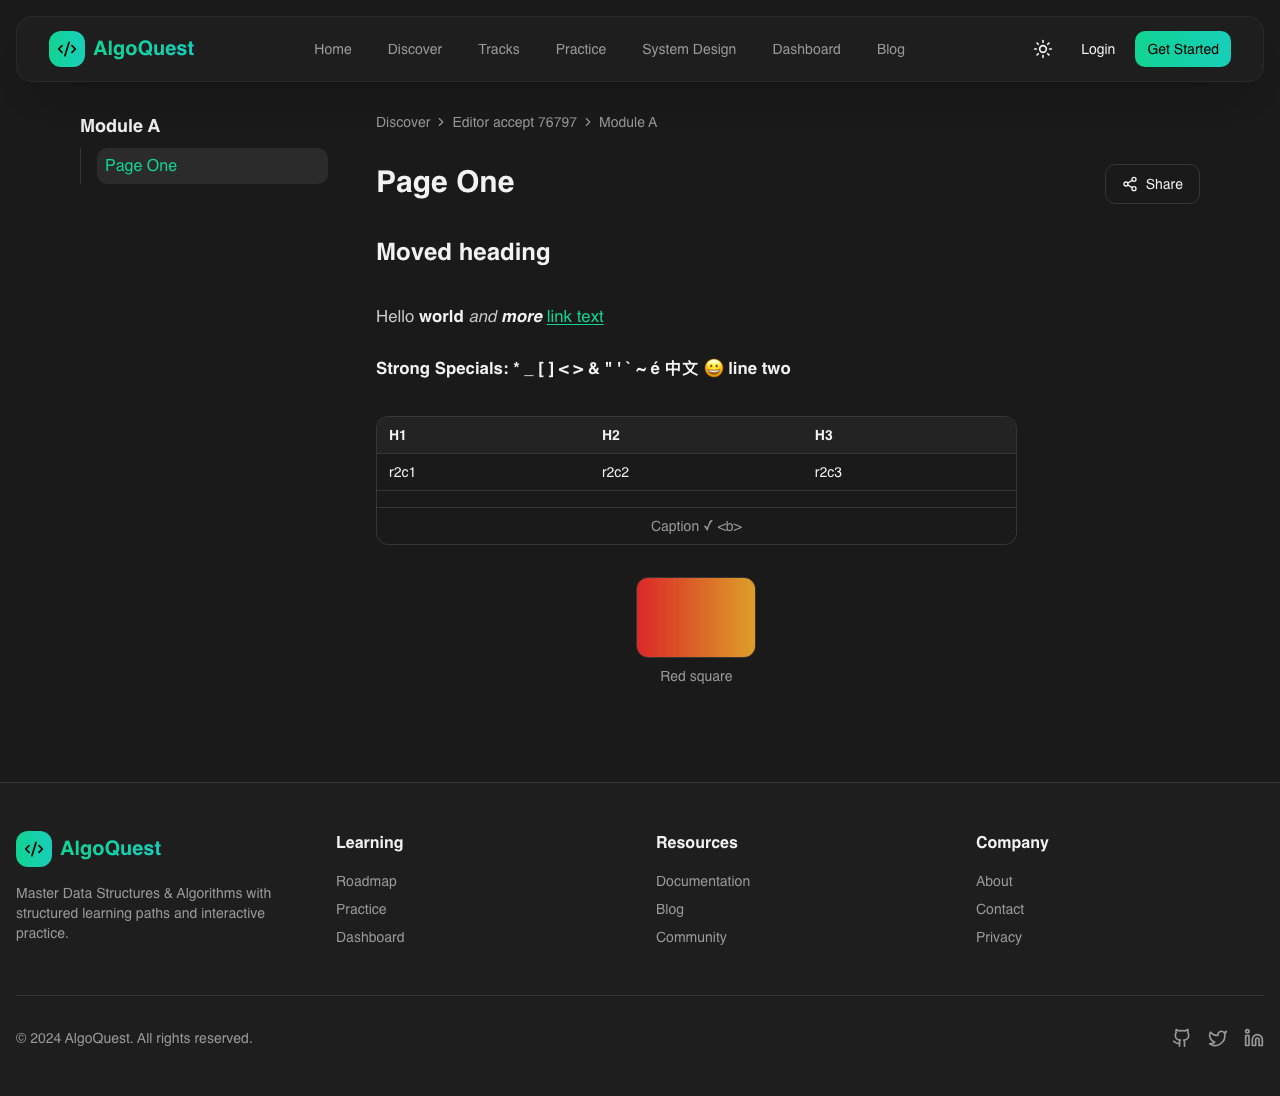 AlgoQuest
Home Discover Tracks Practice System Design Dashboard Blog
Login
Get Started
Module A
Page One
Discover > Editor accept 76797 > Module A
Page One
Share
Moved heading
Hello world and more link text
Strong Specials: * _ [ ] < > & " ' ` ~ é 中文 😀 line two
H1 H2 H3
r2c1 r2c2 r2c3
Caption ✓ <b>
Red square
AlgoQuest
Master Data Structures & Algorithms with
structured learning paths and interactive
practice.
Learning
Roadmap
Practice
Dashboard
Resources
Documentation
Blog
Community
Company
About
Contact
Privacy
© 2024 AlgoQuest. All rights reserved.